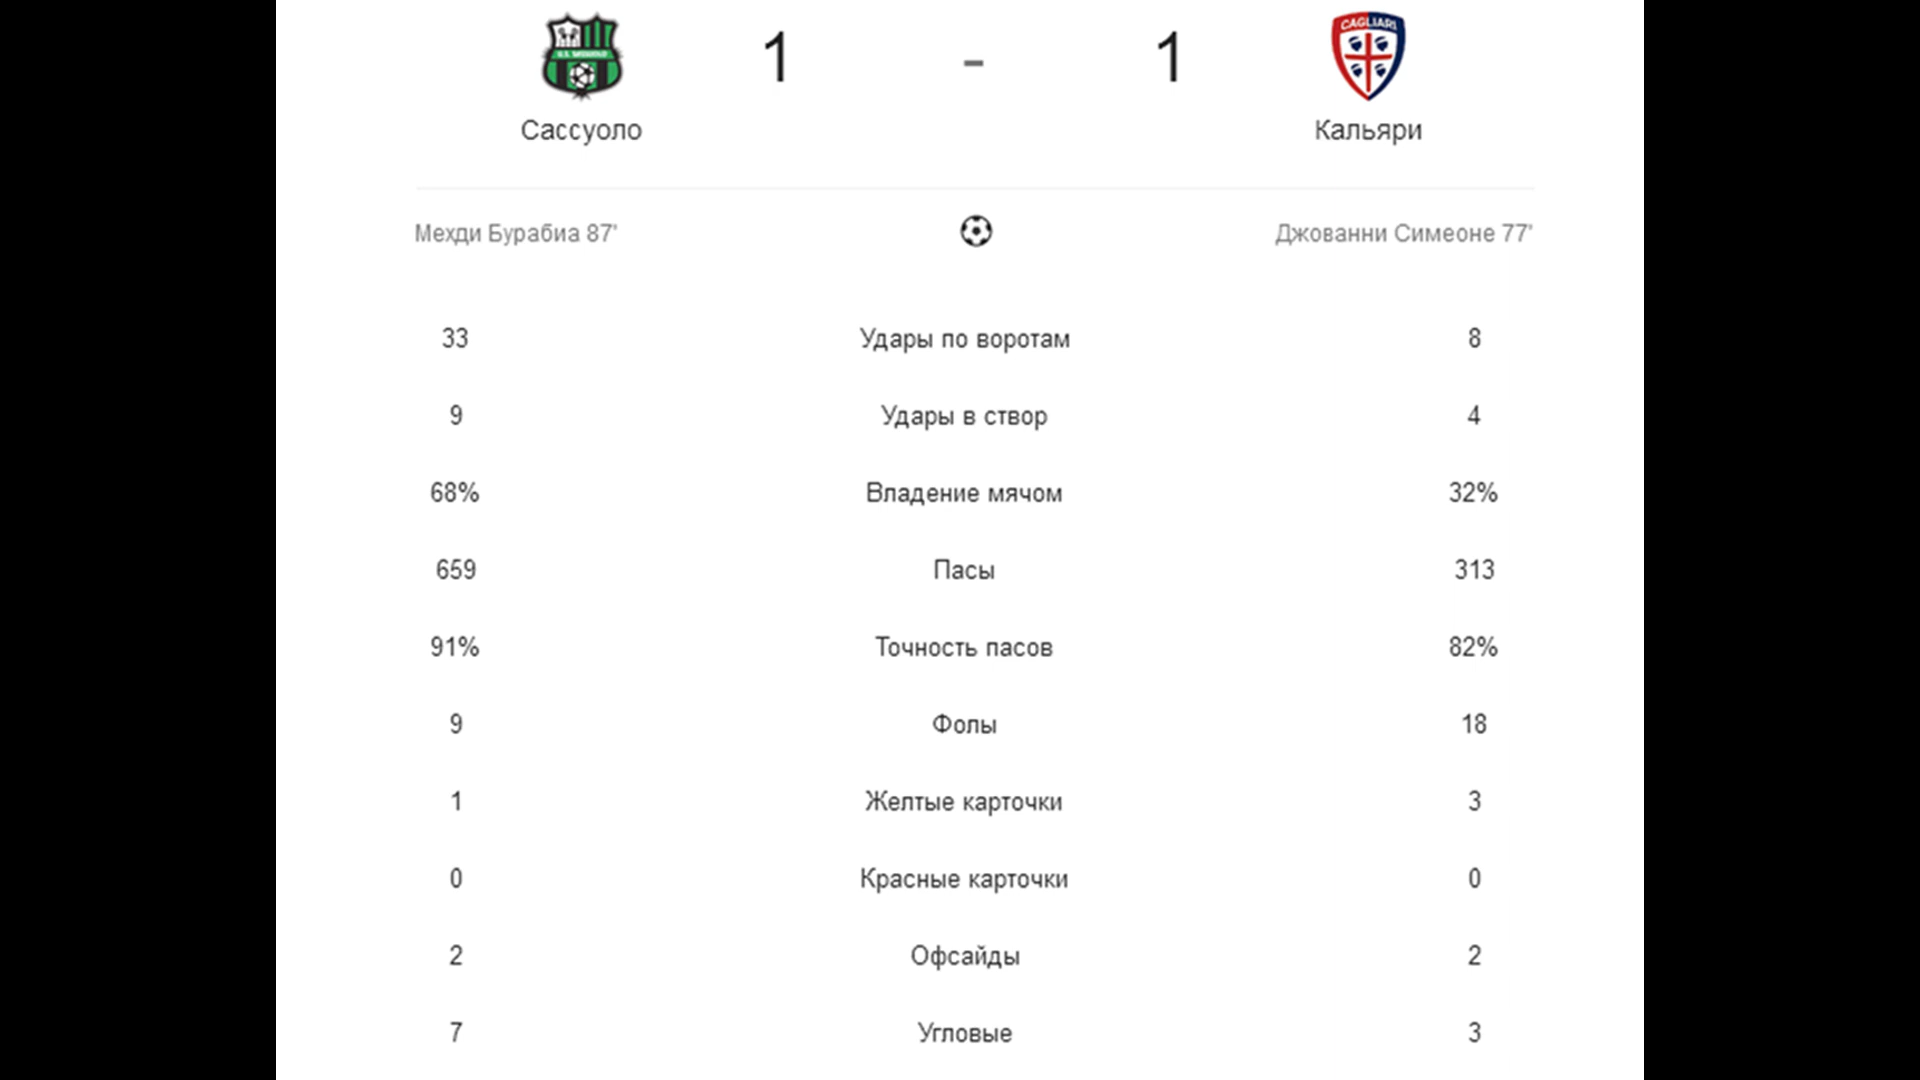 1 - 1
CAGLIARI
U.S. SASSUOLO
Сассуоло Кальяри
Мехди Бурабиа 87' Джованни Симеоне 77'
33 Удары по воротам 8
9 Удары в створ 4
68% Владение мячом 32%
659 Пасы 313
91% Точность пасов 82%
9 Фолы 18
1 Желтые карточки 3
0 Красные карточки 0
2 Офсайды 2
7 Угловые 3